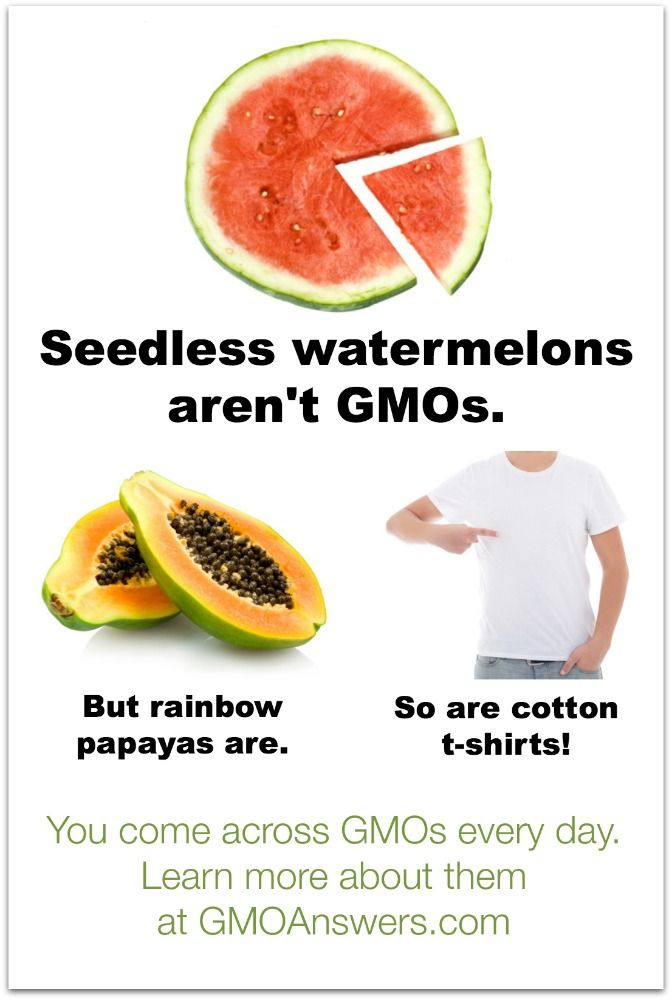 Seedless watermelons
aren't GMOs.
But rainbow
papayas are.
So are cotton
t-shirts!
You come across GMOs every day.
Learn more about them
at GMOAnswers.com